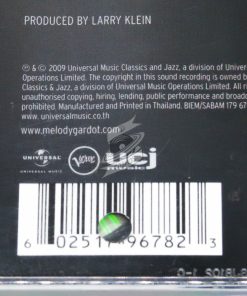 PRODUCED BY LARRY KLEIN
℗ & © 2009 Universal Music Classics and Jazz, a division of Univer
Operations Limited. The copyright in this sound recording is owned b
Classics & Jazz, a division of Universal Music Operations Limited. All r
unauthorised copying, hiring, lending, public performance and broadca
prohibited. Manufactured and Printed in Thailand. BIEM/SABAM 179 67
www.universalmusic.co.th
www.melodygardot.com
UNIVERSAL
UNIVERSAL MUSIC
Verve
ucj
music
6 02517 96782 3